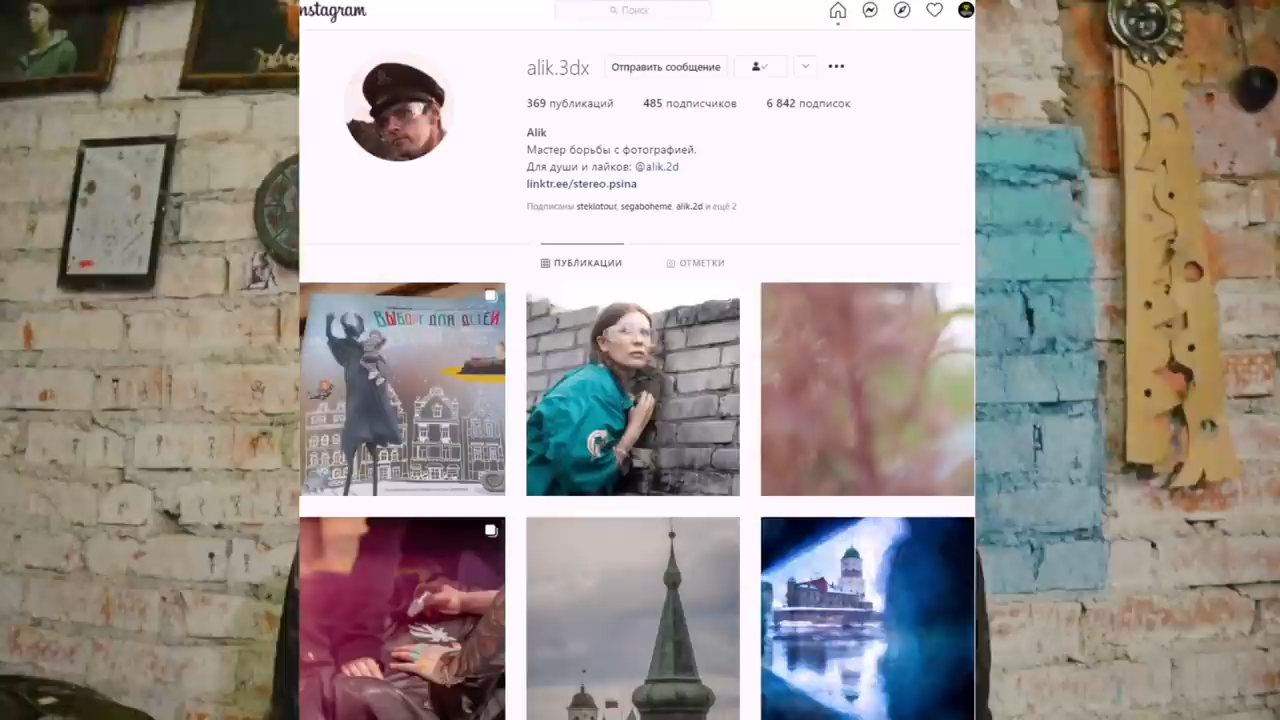 nstagram
Поиск
alik.3dx
Отправить сообщение
369 публикаций 485 подписчиков 6 842 подписок
Alik
Мастер борьбы с фотографией.
Для души и лайков: @alik.2d
linktr.ee/stereo.psina
Подписаны steklotour, segaboheme, alik.2d и ещё 2
ПУБЛИКАЦИИ ОТМЕТКИ
ВЫБОРГ ДЛЯ ДЕТЕЙ